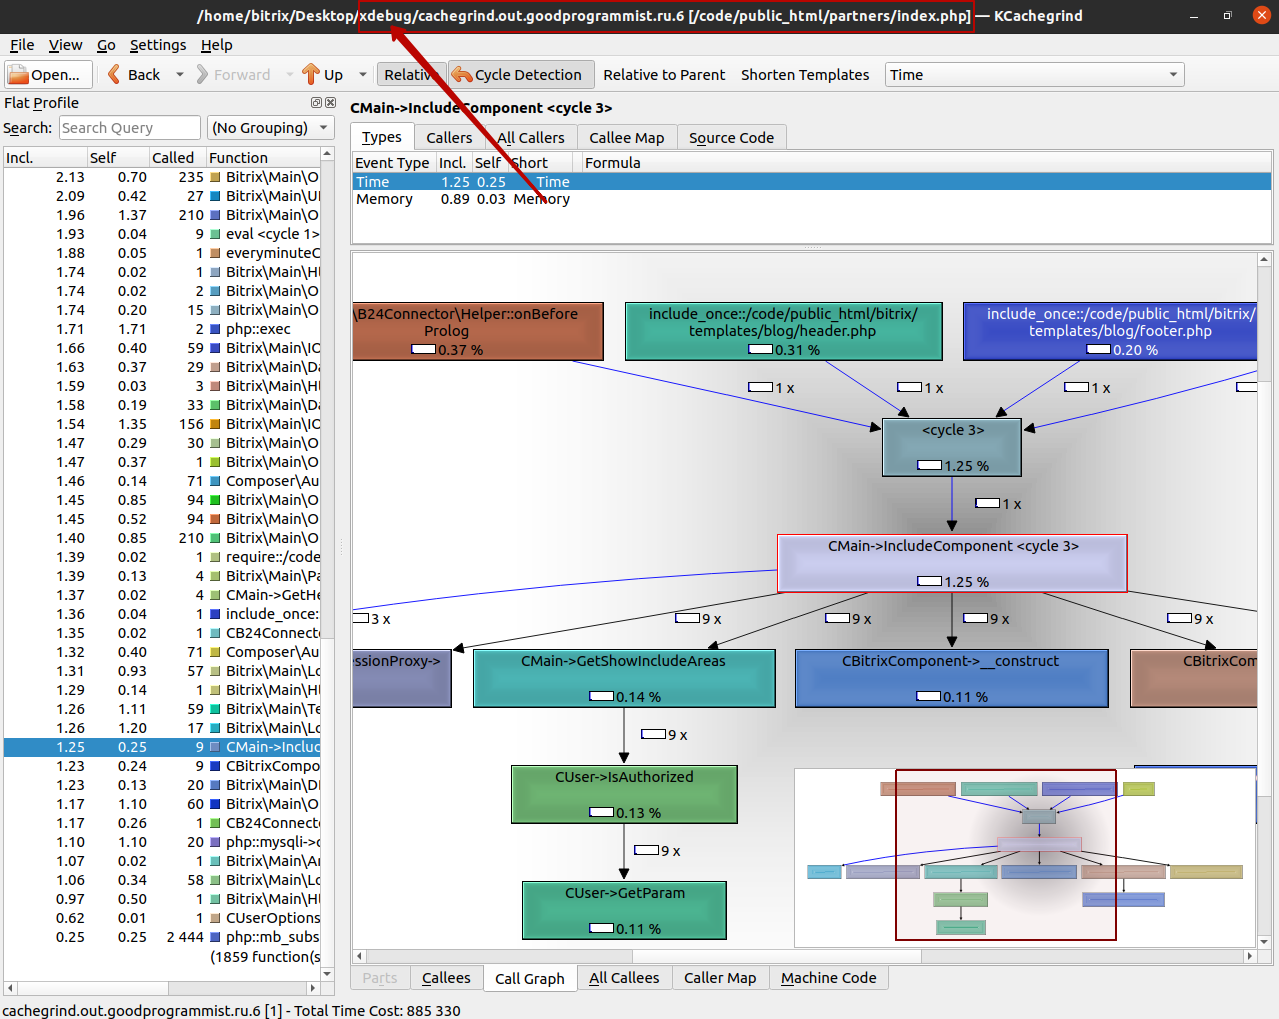 /home/bitrix/Desktop/xdebug/cachegrind.out.goodprogrammist.ru.6 [/code/public_html/partners/index.php] — KCachegrind
File View Go Settings Help
Open... Back Forward Up Relative Cycle Detection Relative to Parent Shorten Templates Time
Flat Profile
Search: Search Query (No Grouping)
Incl. Self Called Function
2.13 0.70 235 Bitrix\Main\O
2.09 0.42 27 Bitrix\Main\UI
1.96 1.37 210 Bitrix\Main\O
1.93 0.04 9 eval <cycle 1>
1.88 0.05 1 everyminuteC
1.74 0.02 1 Bitrix\Main\H
1.74 0.02 2 Bitrix\Main\O
1.74 0.20 15 Bitrix\Main\O
1.71 1.71 2 php::exec
1.66 0.40 59 Bitrix\Main\IO
1.63 0.37 29 Bitrix\Main\Da
1.59 0.03 3 Bitrix\Main\H
1.58 0.19 33 Bitrix\Main\Da
1.54 1.35 156 Bitrix\Main\IO
1.47 0.29 30 Bitrix\Main\O
1.47 0.37 1 Bitrix\Main\O
1.46 0.14 71 Composer\Au
1.45 0.85 94 Bitrix\Main\O
1.45 0.52 94 Bitrix\Main\O
1.40 0.85 210 Bitrix\Main\O
1.39 0.02 1 require::/code
1.39 0.13 4 Bitrix\Main\Pa
1.37 0.02 4 CMain->GetHe
1.36 0.04 1 include_once:
1.35 0.02 1 CB24Connecto
1.32 0.40 71 Composer\Au
1.31 0.93 57 Bitrix\Main\Lo
1.29 0.14 1 Bitrix\Main\H
1.26 1.11 59 Bitrix\Main\Te
1.26 1.20 17 Bitrix\Main\Lo
1.25 0.25 9 CMain->Includ
1.23 0.24 9 CBitrixCompo
1.23 0.13 20 Bitrix\Main\DI
1.17 1.10 60 Bitrix\Main\O
1.17 0.26 1 CB24Connecto
1.10 1.10 20 php::mysqli->c
1.07 0.02 1 Bitrix\Main\An
1.06 0.34 58 Bitrix\Main\Lo
0.97 0.50 1 Bitrix\Main\H
0.62 0.01 1 CUserOptions
0.25 0.25 2 444 php::mb_subs
(1859 function(s
CMain->IncludeComponent <cycle 3>
Types Callers All Callers Callee Map Source Code
Event Type Incl. Self Short Formula
Time 1.25 0.25 Time
Memory 0.89 0.03 Memory
\B24Connector\Helper::onBefore
Prolog
0.37 %
include_once::/code/public_html/bitrix/
templates/blog/header.php
0.31 %
include_once::/code/public_html/bitrix/
templates/blog/footer.php
0.20 %
1 x 1 x 1 x
<cycle 3>
1.25 %
1 x
CMain->IncludeComponent <cycle 3>
1.25 %
3 x 9 x 9 x 9 x 9 x
ssionProxy->
CMain->GetShowIncludeAreas
0.14 %
CBitrixComponent->__construct
0.11 %
CBitrixCom
9 x
CUser->IsAuthorized
0.13 %
9 x
CUser->GetParam
0.11 %
Parts Callees Call Graph All Callees Caller Map Machine Code
cachegrind.out.goodprogrammist.ru.6 [1] - Total Time Cost: 885 330